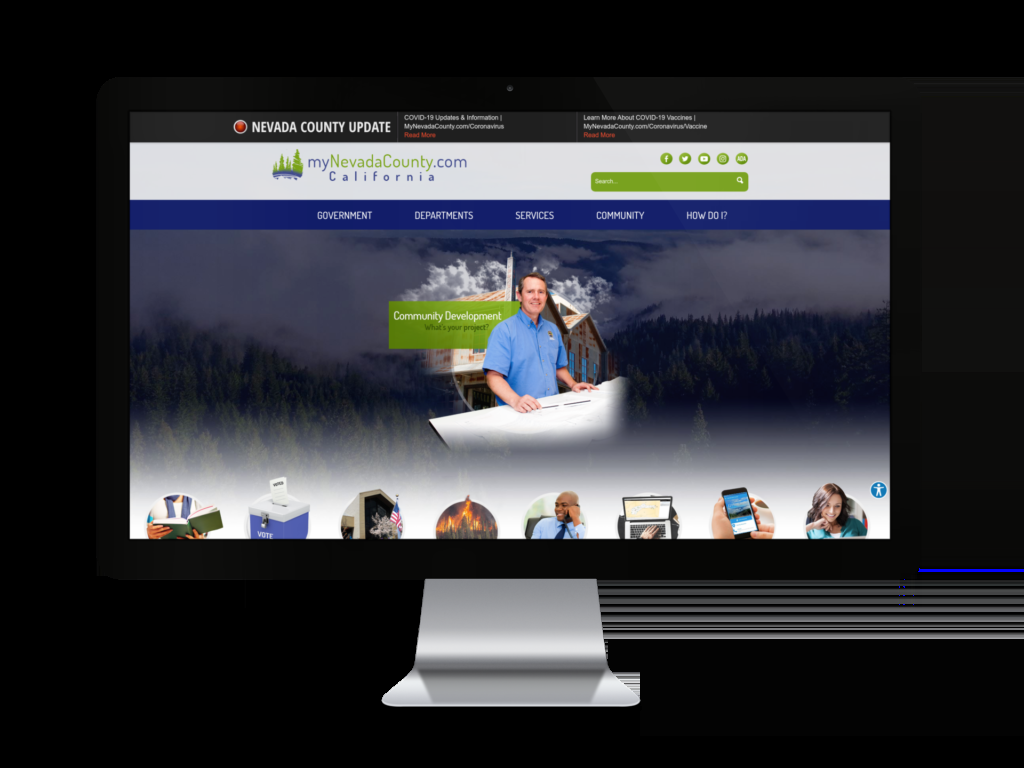 NEVADA COUNTY UPDATE
COVID-19 Updates & Information |
MyNevadaCounty.com/Coronavirus
Read More
Learn More About COVID-19 Vaccines |
MyNevadaCounty.com/Coronavirus/Vaccine
Read More
myNevadaCounty.com
California
Search...
GOVERNMENT
DEPARTMENTS
SERVICES
COMMUNITY
HOW DO I?
Community Development
What's your project?
VOTE